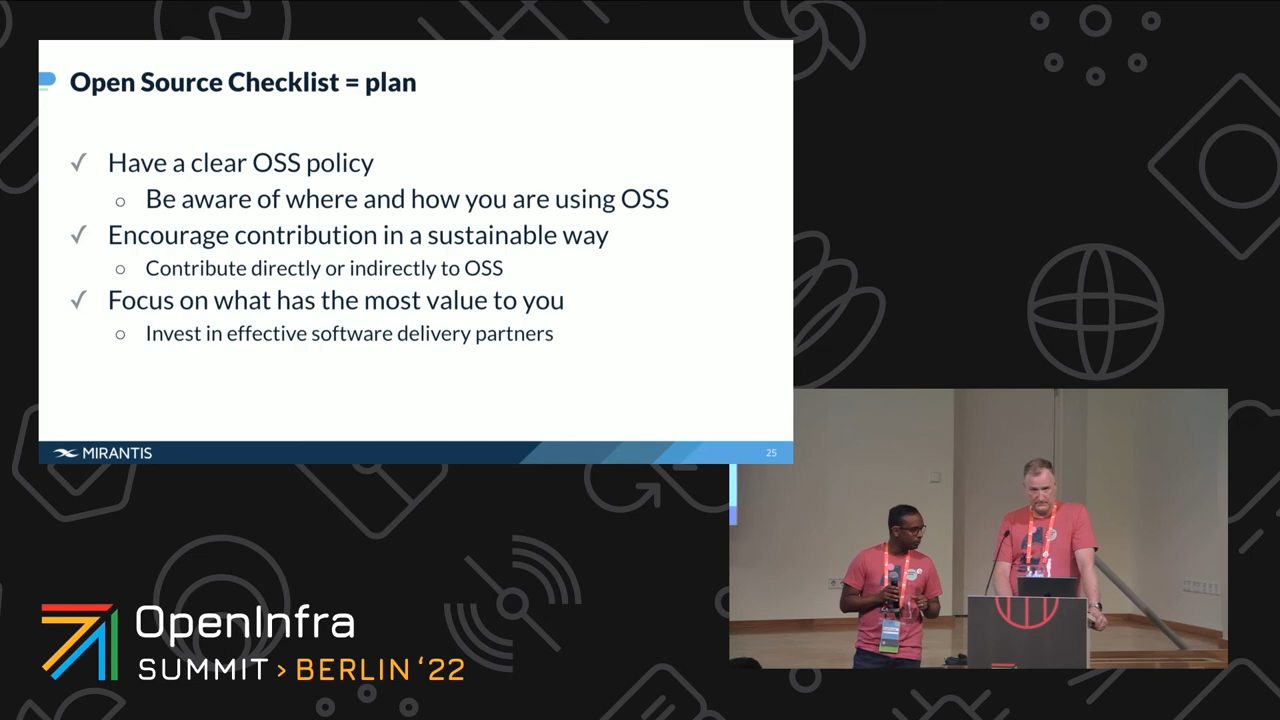 Open Source Checklist = plan
✓ Have a clear OSS policy
○ Be aware of where and how you are using OSS
✓ Encourage contribution in a sustainable way
○ Contribute directly or indirectly to OSS
✓ Focus on what has the most value to you
○ Invest in effective software delivery partners
MIRANTIS
25
OpenInfra
SUMMIT > BERLIN ‘22